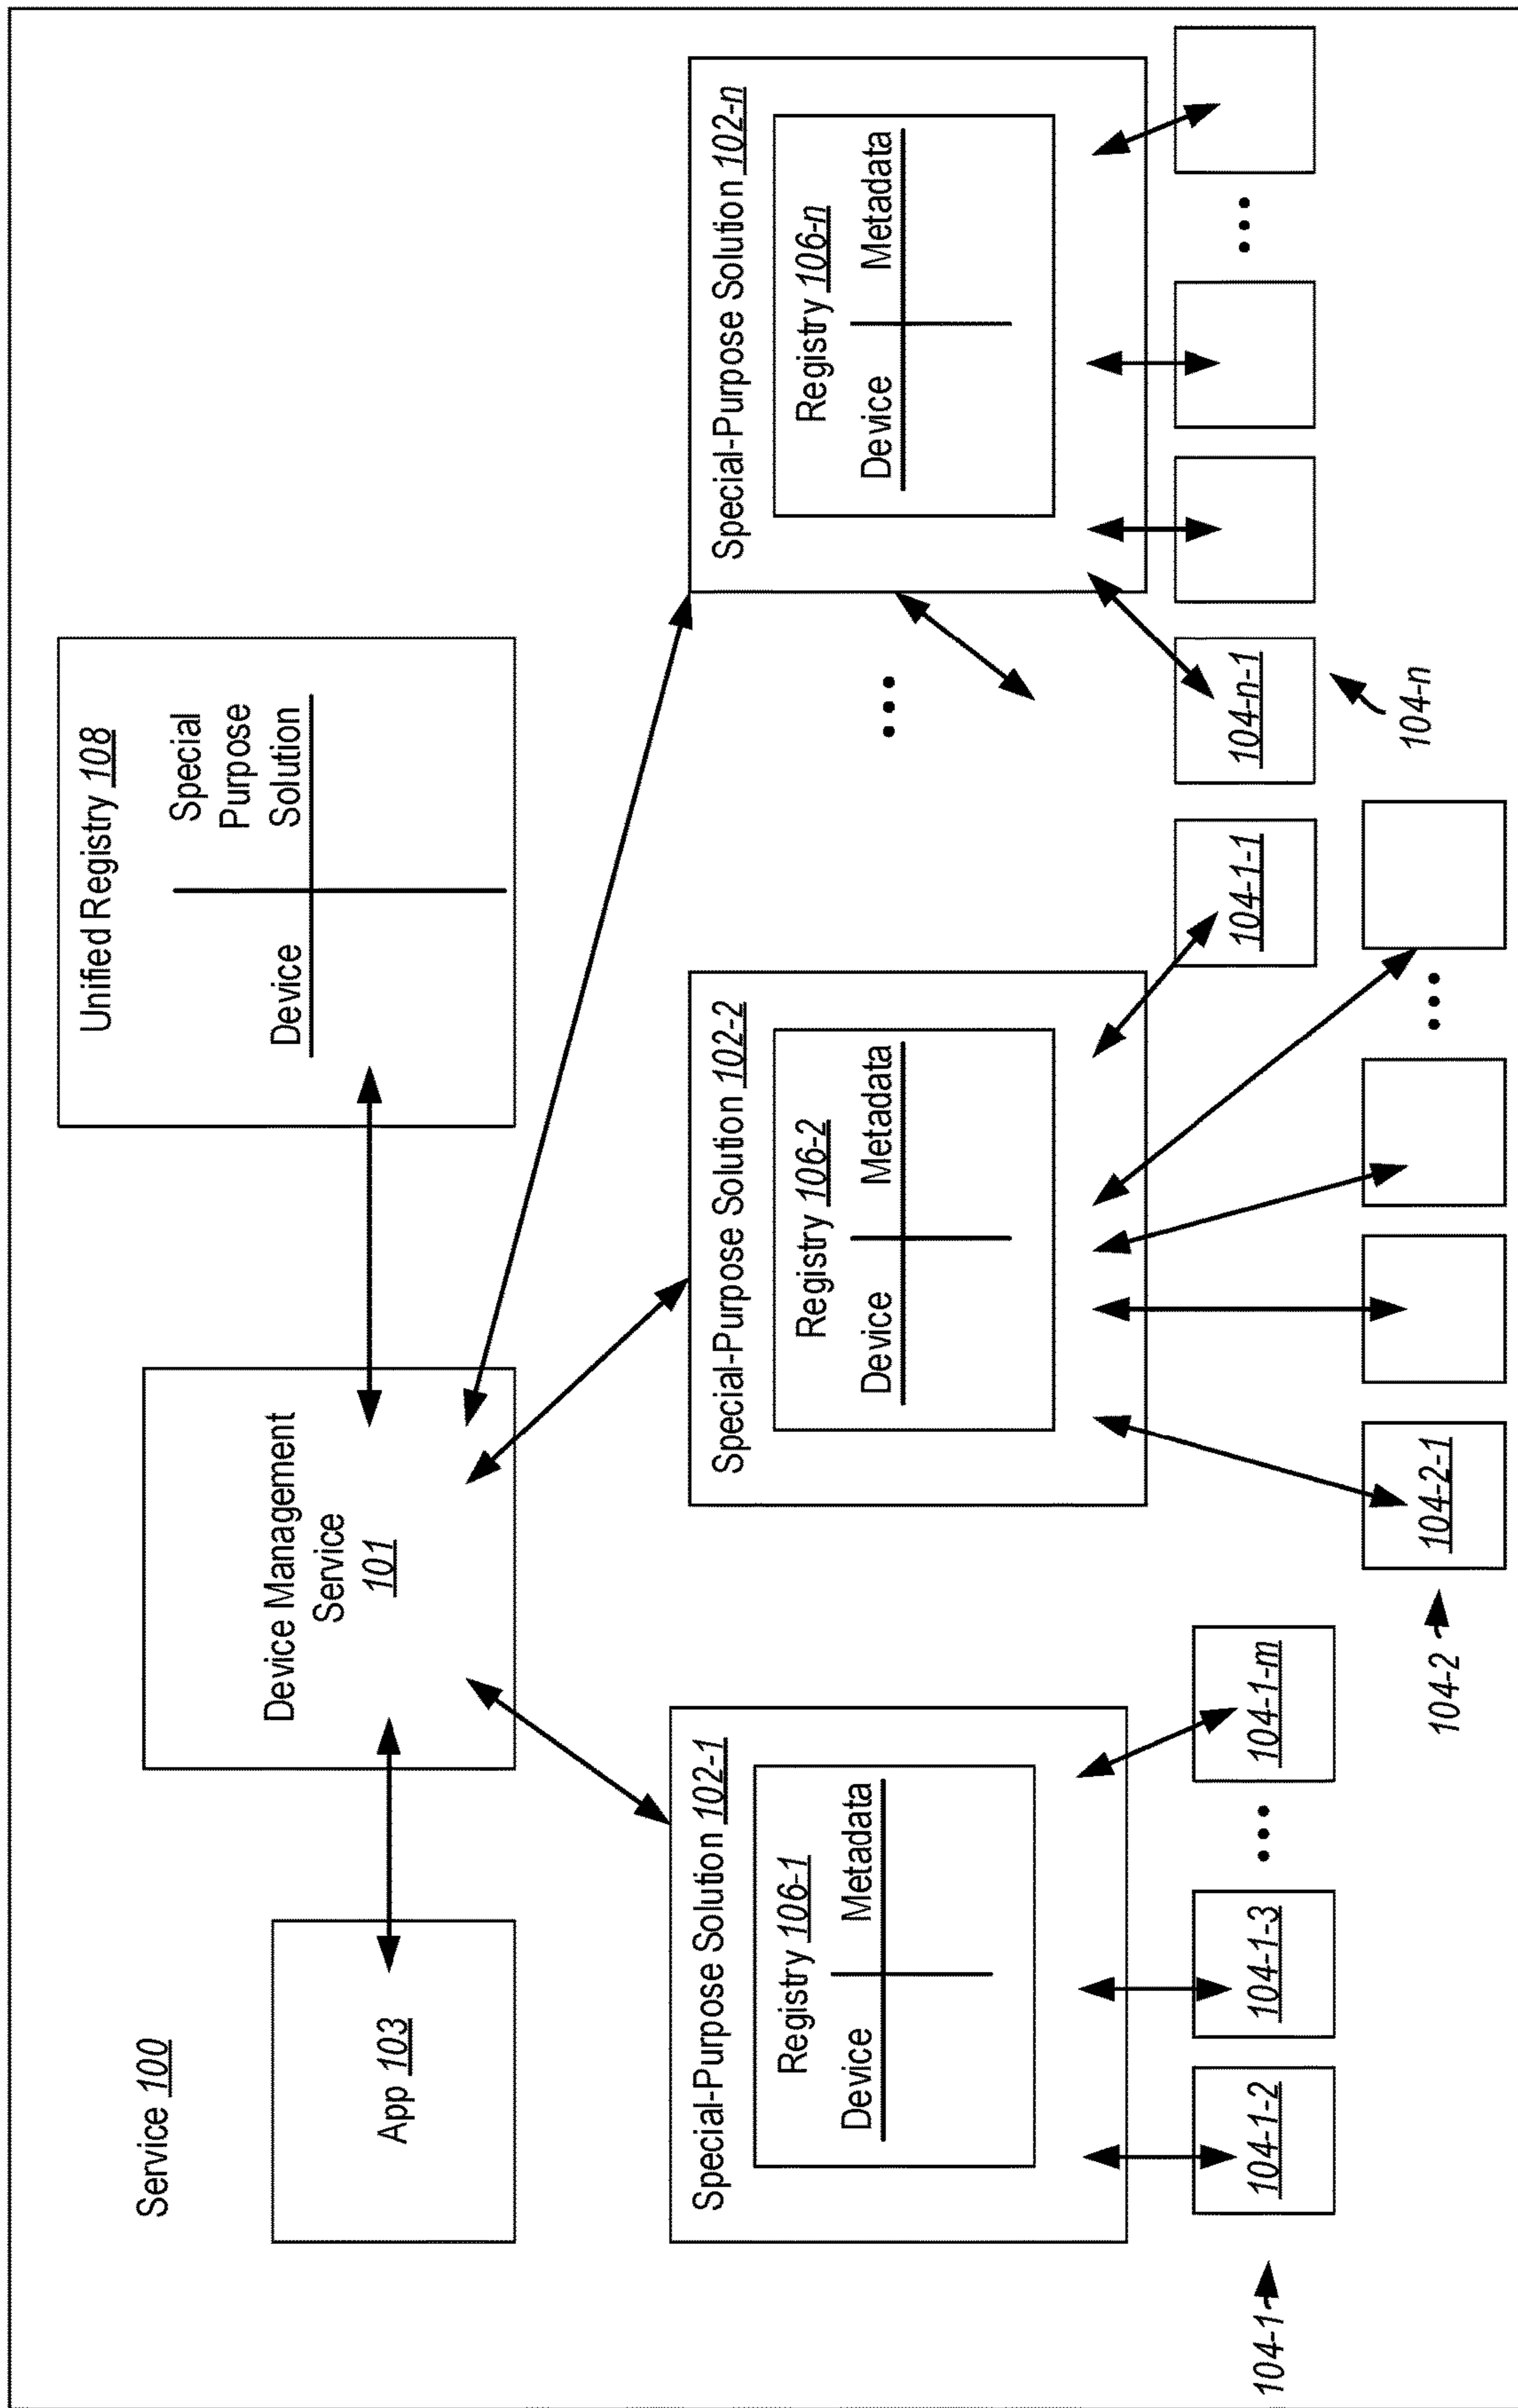 Service 100
App 103
Device Management
Service
101
Unified Registry 108
Device
Special
Purpose
Solution
Special-Purpose Solution 102-1
Registry 106-1
Device Metadata
Special-Purpose Solution 102-2
Registry 106-2
Device Metadata
...
Special-Purpose Solution 102-n
Registry 106-n
Device Metadata
104-1
104-1-2
104-1-3
...
104-1-m
104-2
104-2-1
...
104-1-1
104-n-1
...
104-n